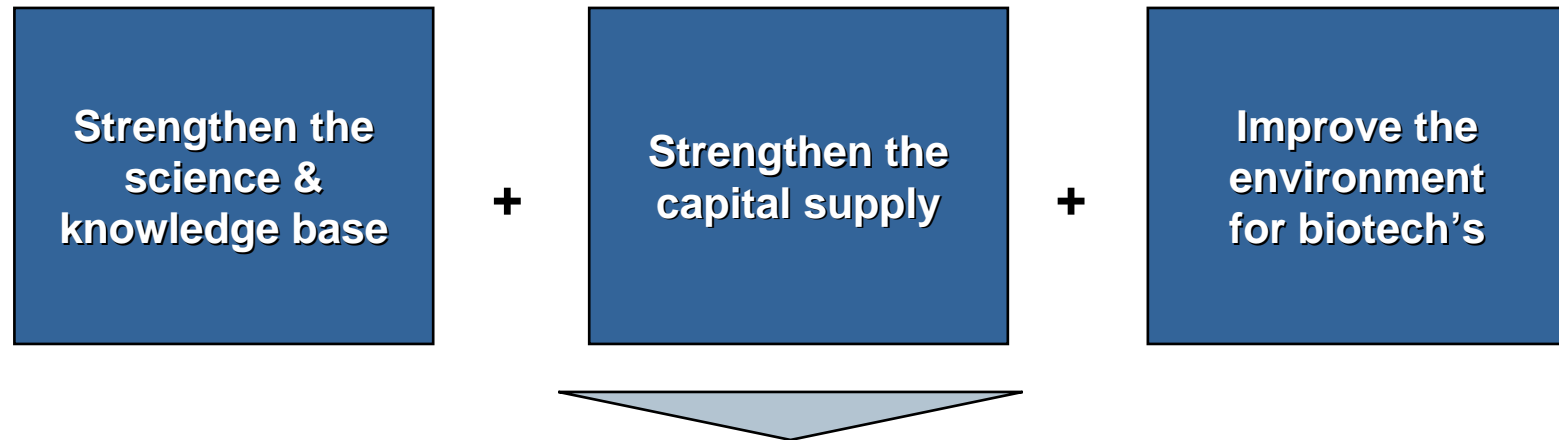 Strengthen the
science &
knowledge base
+
Strengthen the
capital supply
+
Improve the
environment
for biotech’s